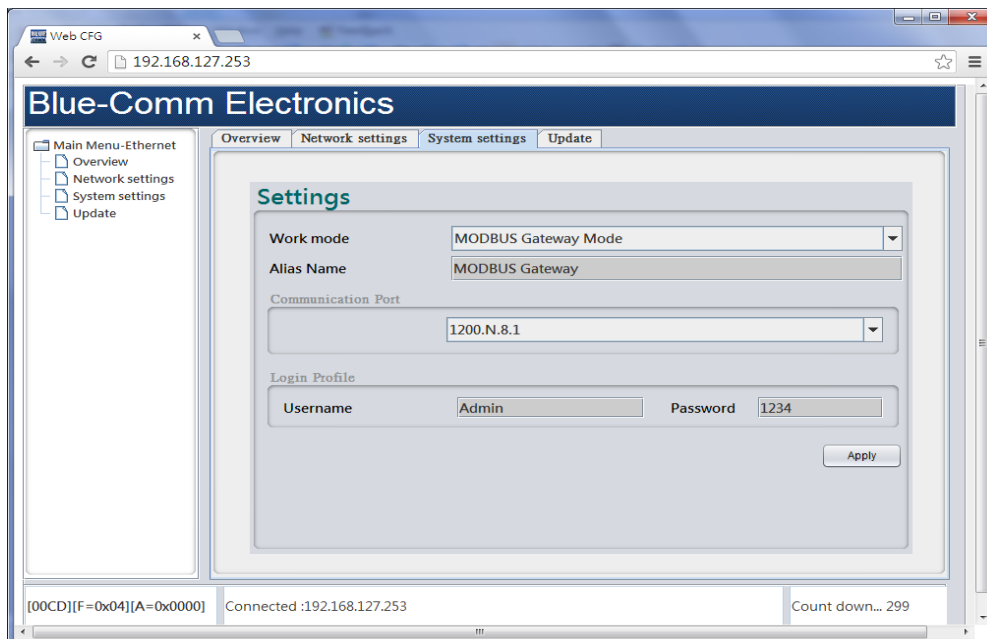 Web CFG
192.168.127.253
Blue-Comm Electronics
Main Menu-Ethernet
Overview
Network settings
System settings
Update
Overview Network settings System settings Update
Settings
Work mode MODBUS Gateway Mode
Alias Name MODBUS Gateway
Communication Port
1200.N.8.1
Login Profile
Username Admin Password 1234
Apply
[00CD][F=0x04][A=0x0000] Connected :192.168.127.253 Count down... 299